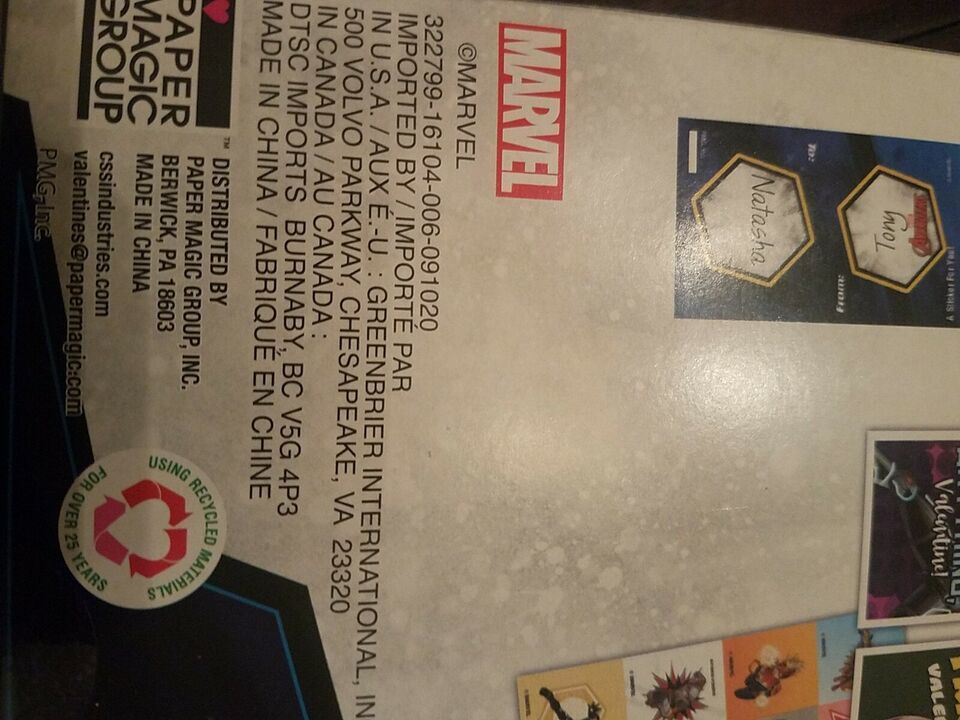 MARVEL
©MARVEL
322799-16104-006-091020
IMPORTED BY / IMPORTÉ PAR
IN U.S.A. / AUX É.-U. : GREENBRIER INTERNATIONAL, IN
500 VOLVO PARKWAY, CHESAPEAKE, VA 23320
IN CANADA / AU CANADA :
DTSC IMPORTS BURNABY, BC V5G 4P3
MADE IN CHINA / FABRIQUÉ EN CHINE
PAPER
MAGIC
GROUP
™
DISTRIBUTED BY
PAPER MAGIC GROUP, INC.
BERWICK, PA 18603
MADE IN CHINA
cssindustries.com
valentines@papermagic.com
PMG, Inc.
USING RECYCLED MATERIALS
FOR OVER 25 YEARS
TO:
Natasha
from:
Tony
Valentine!
VALE